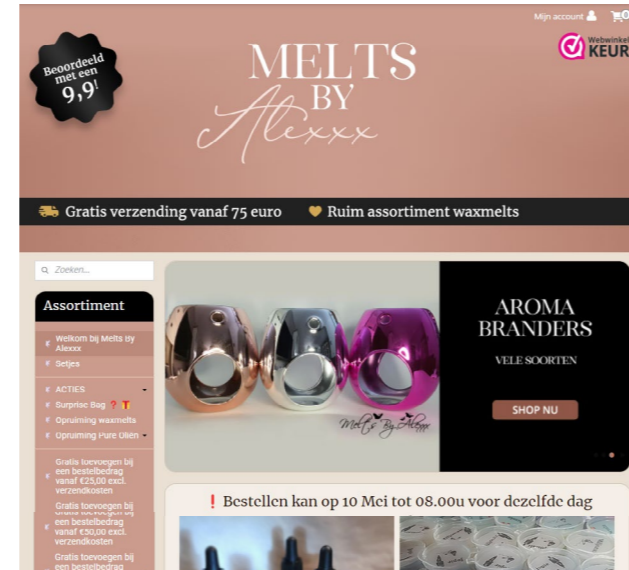 Mijn account
0
Webwinkel
KEUR
Beoordeeld
met een
9,9!
MELTS
BY
Alexxx
Gratis verzending vanaf 75 euro
Ruim assortiment waxmelts
Zoeken...
Assortiment
Welkom bij Melts By
Alexxx
Setjes
ACTIES
Surprise Bag ❓
Opruiming waxmelts
Opruiming Pure Oliën
Gratis toevoegen bij
een bestelbedrag
vanaf €25,00 excl.
verzendkosten
Gratis toevoegen bij
een bestelbedrag
vanaf €50,00 excl.
verzendkosten
Gratis toevoegen bij
een bestelbedrag
Melt's By Alexxx
AROMA
BRANDERS
VELE SOORTEN
SHOP NU
❗ Bestellen kan op 10 Mei tot 08.00u voor dezelfde dag